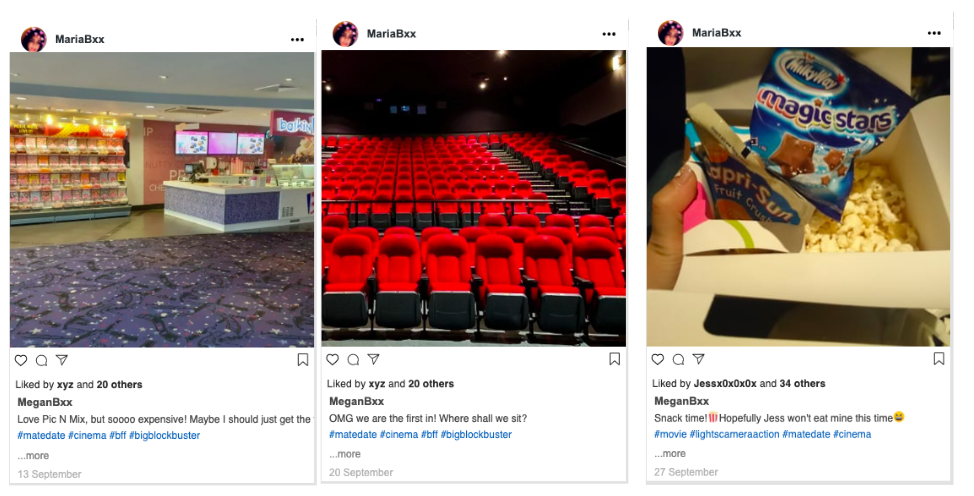 MariaBxx
baskin
Liked by xyz and 20 others
MeganBxx
Love Pic N Mix, but soooo expensive! Maybe I should just get the
#matedate #cinema #bff #bigblockbuster
...more
13 September
MariaBxx
Liked by xyz and 20 others
MeganBxx
OMG we are the first in! Where shall we sit?
#matedate #cinema #bff #bigblockbuster
...more
20 September
MariaBxx
MilkyWay
magic stars
apri-Sun
Fruit Crush
Liked by Jessx0x0x0x and 34 others
MeganBxx
Snack time!🍿Hopefully Jess won't eat mine this time😄
#movie #lightscameraaction #matedate #cinema
...more
27 September